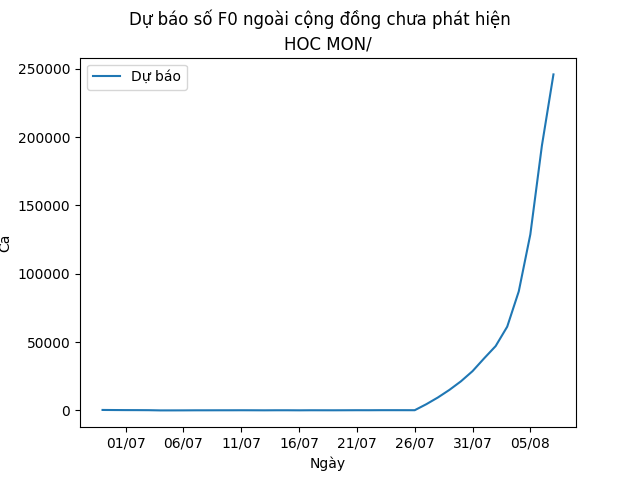 Dự báo số F0 ngoài cộng đồng chưa phát hiện
HOC MON/
Dự báo
250000
200000
150000
100000
50000
0
Ca
01/07 06/07 11/07 16/07 21/07 26/07 31/07 05/08
Ngày